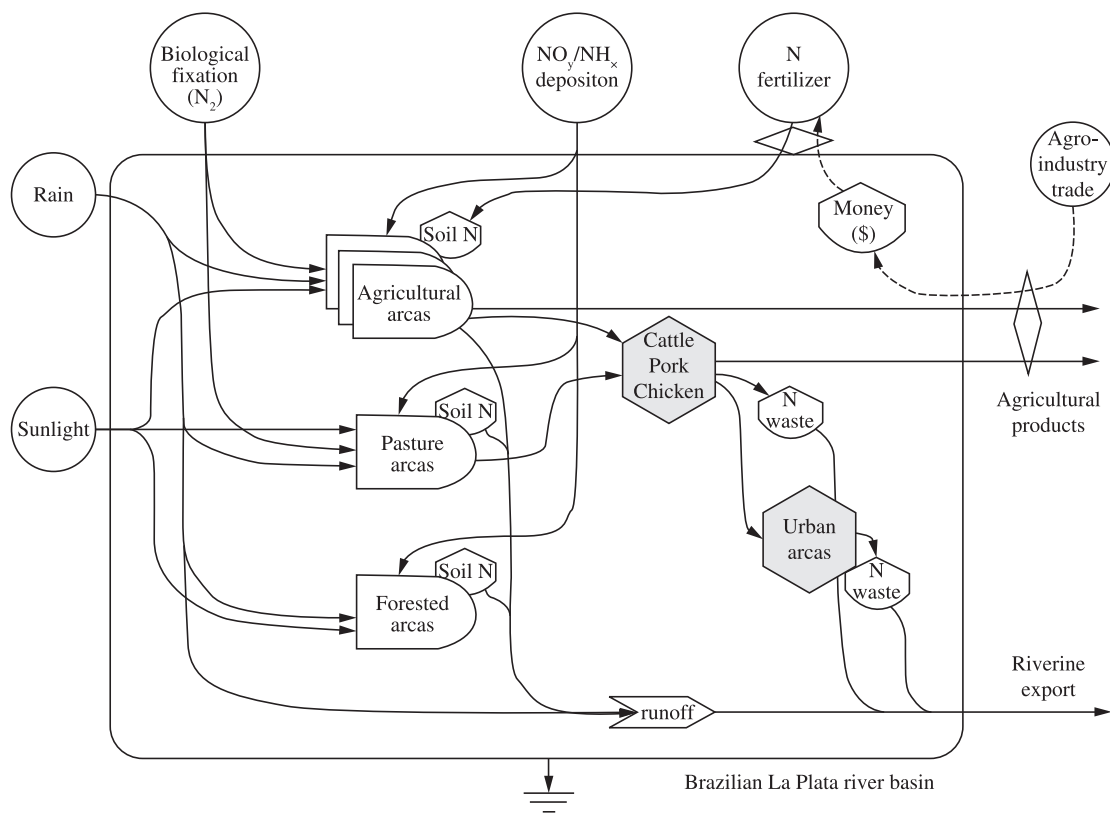 Biological
fixation
(N₂)
NOᵧ/NHₓ
depositon
N
fertilizer
Agro-
industry
trade
Rain
Money
($)
Soil N
Agricultural
arcas
Cattle
Pork
Chicken
Agricultural
products
Sunlight
Soil N
Pasture
arcas
N
waste
Urban
arcas
Soil N
Forested
arcas
N
waste
Riverine
export
runoff
Brazilian La Plata river basin